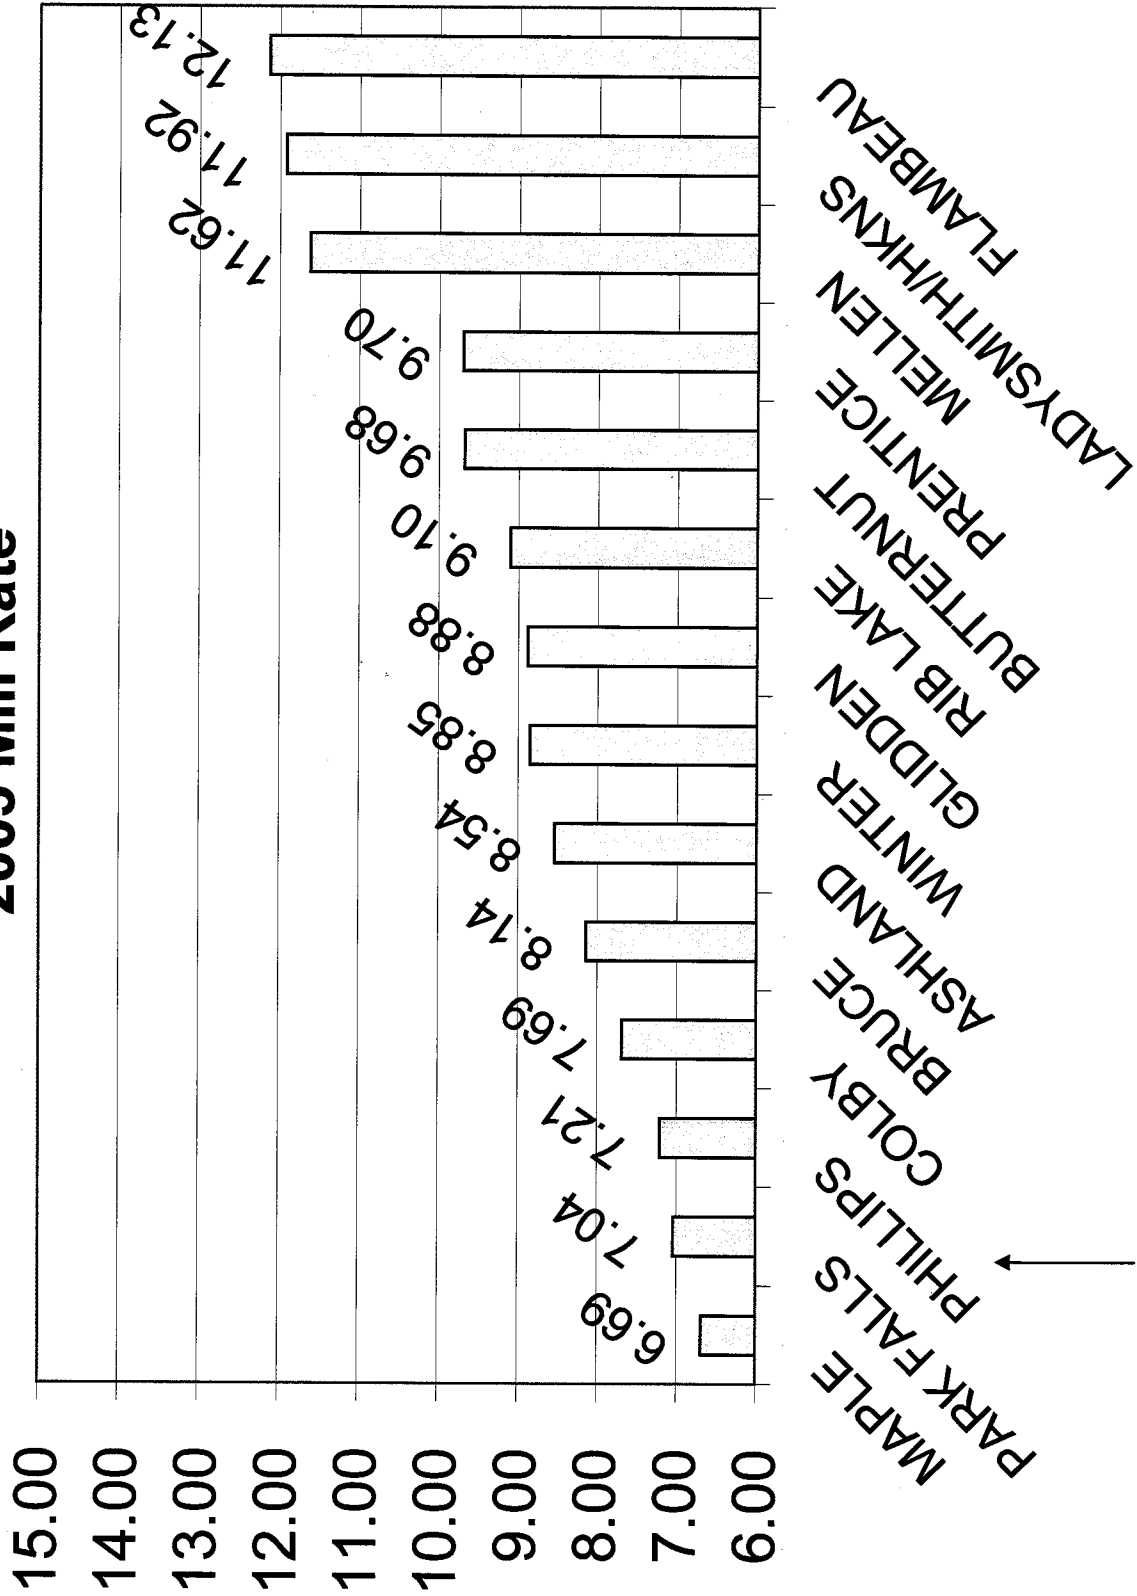 Mill Rate
15.00
14.00
13.00
12.00
11.00
10.00
9.00
8.00
7.00
6.00
6.69
7.04
7.21
7.69
8.14
8.54
8.85
8.88
9.10
9.68
9.70
11.62
11.92
12.13
MAPLE
PARK FALLS
PHILLIPS
COLBY
BRUCE
ASHLAND
WINTER
GLIDDEN
RIB LAKE
BUTTERNUT
PRENTICE
MELLEN
LADYSMITH/HKNS
FLAMBEAU